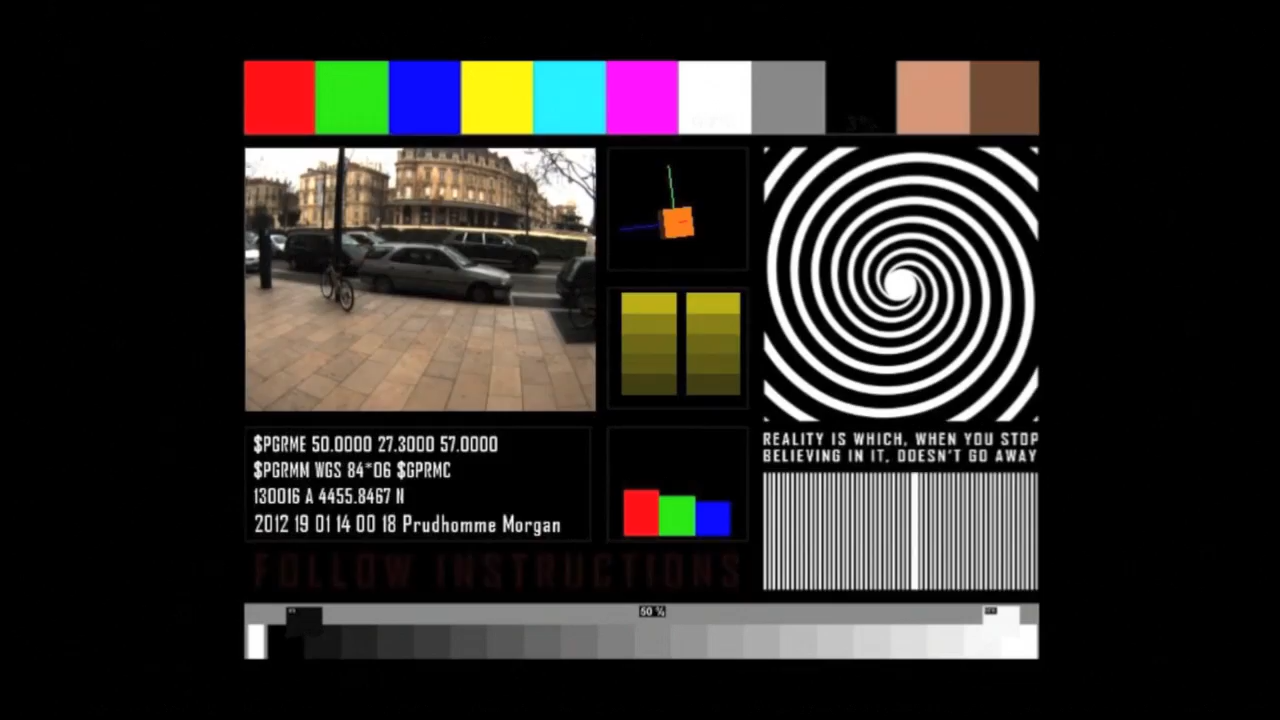 $PGRME 50.0000 27.3000 57.0000
$PGRMM WGS 84*06 $GPRMC
130016 A 4455.8467 N
2012 19 01 14 00 18 Prudhomme Morgan
REALITY IS WHICH, WHEN YOU STOP
BELIEVING IN IT, DOESN'T GO AWAY
FOLLOW INSTRUCTIONS
50 %